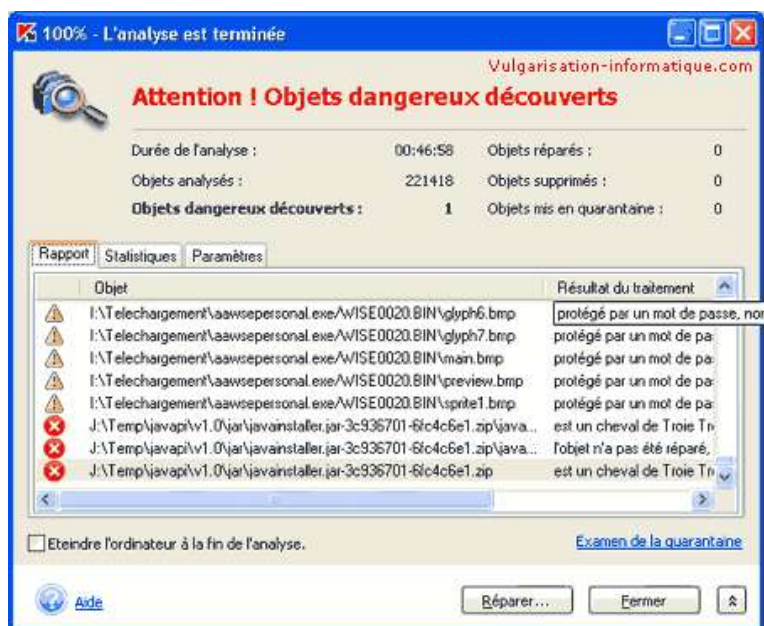 100% - L'analyse est terminée
Vulgarisation-informatique.com
Attention ! Objets dangereux découverts
Durée de l'analyse : 00:46:58 Objets réparés : 0
Objets analysés : 221418 Objets supprimés : 0
Objets dangereux découverts : 1 Objets mis en quarantaine : 0
Rapport Statistiques Paramètres
Objet Résultat du traitement
I:\Telechargement\aawsepersonal.exe/WISE0020.BIN\glyph6.bmp protégé par un mot de passe, nor
I:\Telechargement\aawsepersonal.exe/WISE0020.BIN\glyph7.bmp protégé par un mot de pa
I:\Telechargement\aawsepersonal.exe/WISE0020.BIN\main.bmp protégé par un mot de pa
I:\Telechargement\aawsepersonal.exe/WISE0020.BIN\preview.bmp protégé par un mot de pa
I:\Telechargement\aawsepersonal.exe/WISE0020.BIN\sprite1.bmp protégé par un mot de pa
J:\Temp\javapi\v1.0\jar\javainstaller.jar-3c936701-6fc4c6e1.zip\java... est un cheval de Troie Tr
J:\Temp\javapi\v1.0\jar\javainstaller.jar-3c936701-6fc4c6e1.zip\java... l'objet n'a pas été réparé,
J:\Temp\javapi\v1.0\jar\javainstaller.jar-3c936701-6fc4c6e1.zip est un cheval de Troie Tr
Eteindre l'ordinateur à la fin de l'analyse. Examen de la quarantaine
Aide Réparer... Fermer